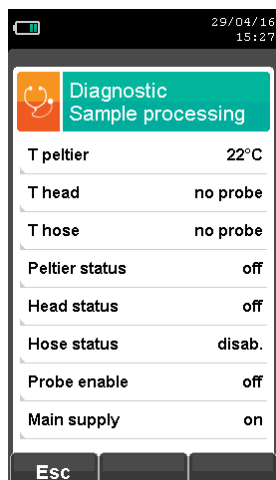 29/04/16
15:27
Diagnostic
Sample processing
T peltier 22°C
T head no probe
T hose no probe
Peltier status off
Head status off
Hose status disab.
Probe enable off
Main supply on
Esc